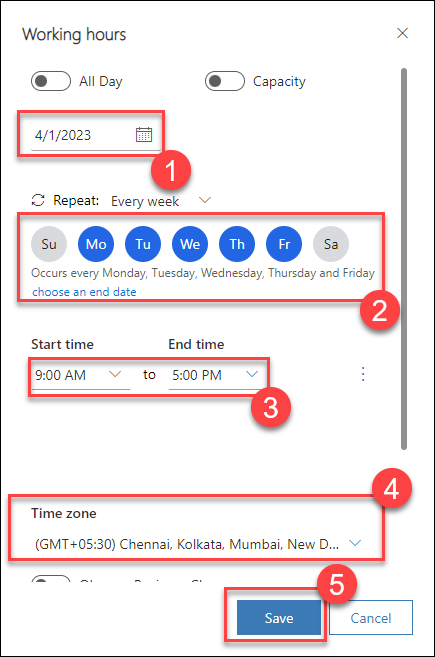 Working hours
All Day Capacity
4/1/2023
1
Repeat: Every week
Su Mo Tu We Th Fr Sa
Occurs every Monday, Tuesday, Wednesday, Thursday and Friday
choose an end date
2
Start time End time
9:00 AM to 5:00 PM
3
4
Time zone
(GMT+05:30) Chennai, Kolkata, Mumbai, New D...
5
Save Cancel